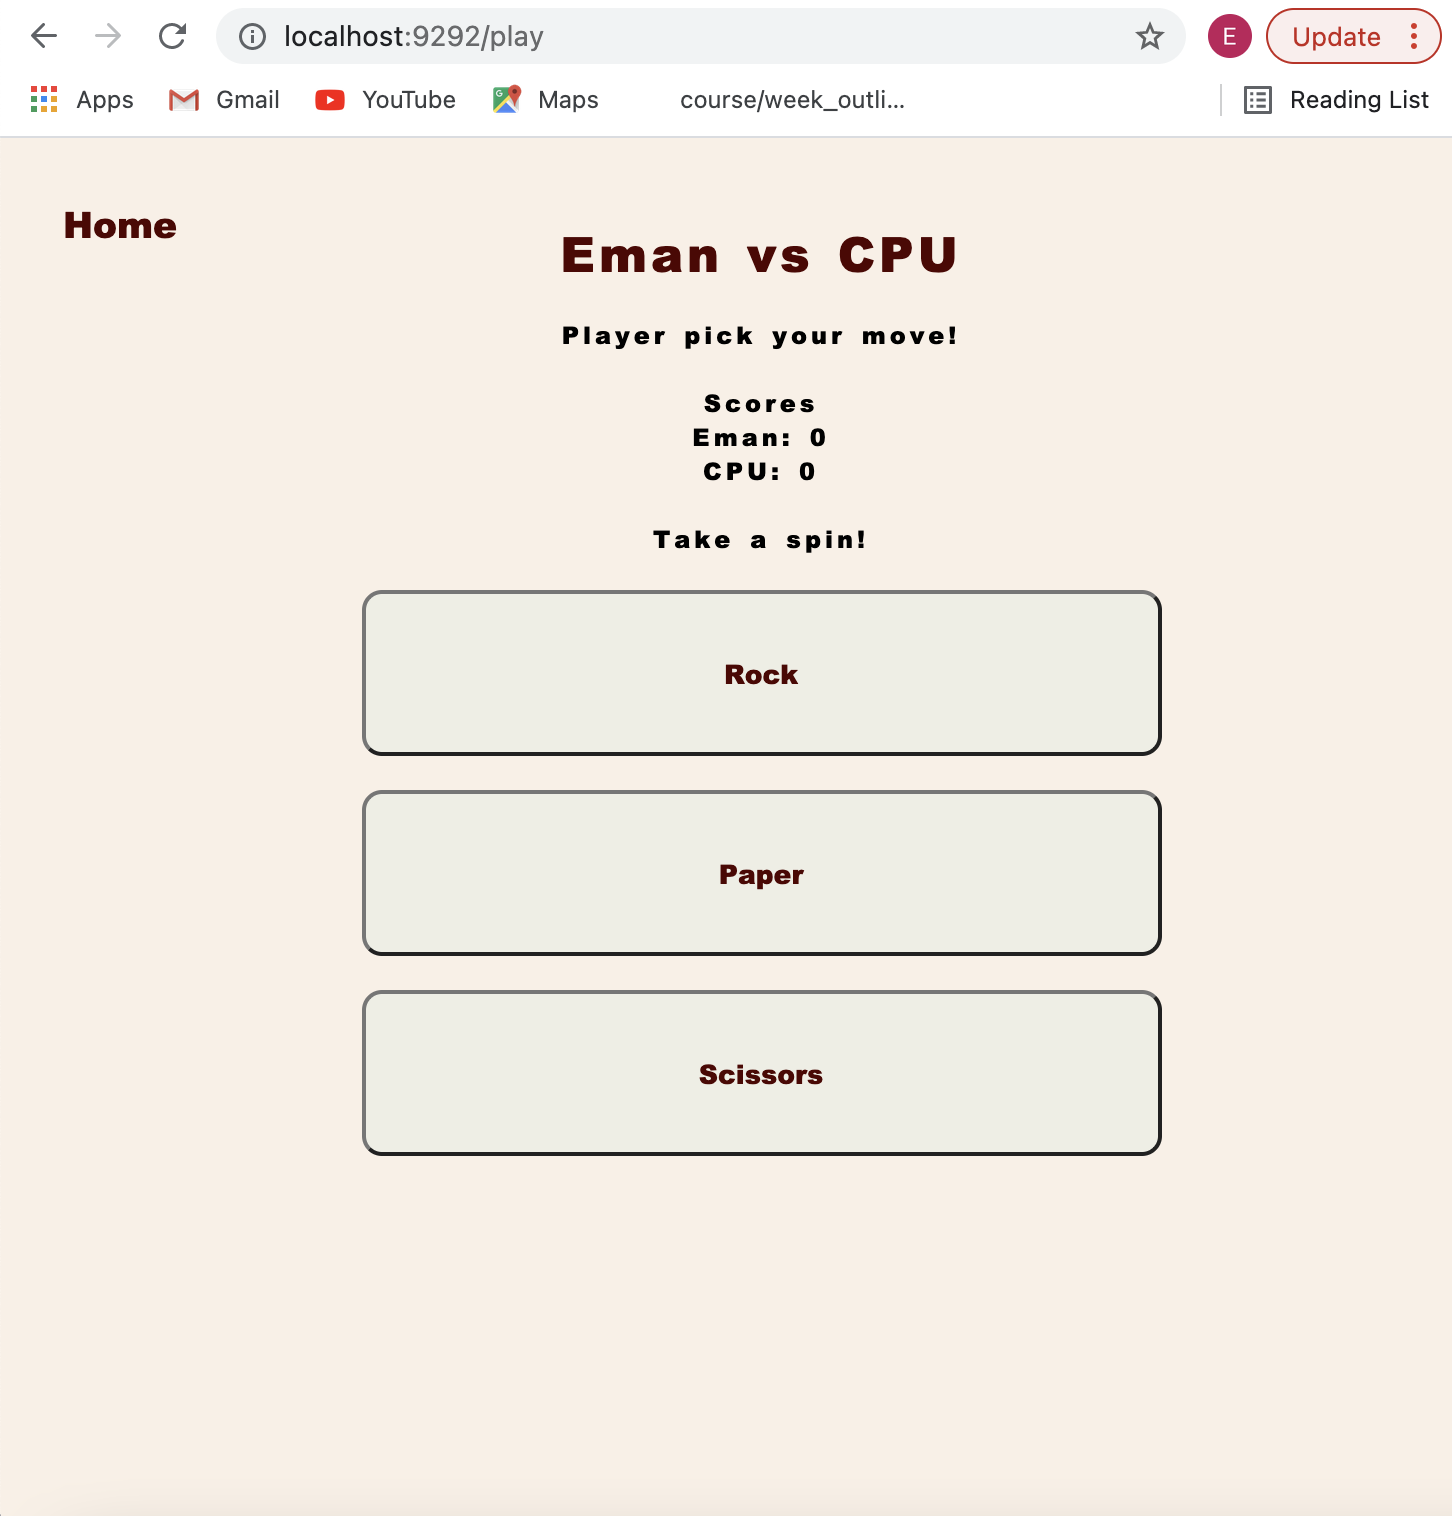 localhost:9292/play
E
Update
Apps
Gmail
YouTube
Maps
course/week_outli...
Reading List
Home
Eman vs CPU
Player pick your move!
Scores
Eman: 0
CPU: 0
Take a spin!
Rock
Paper
Scissors